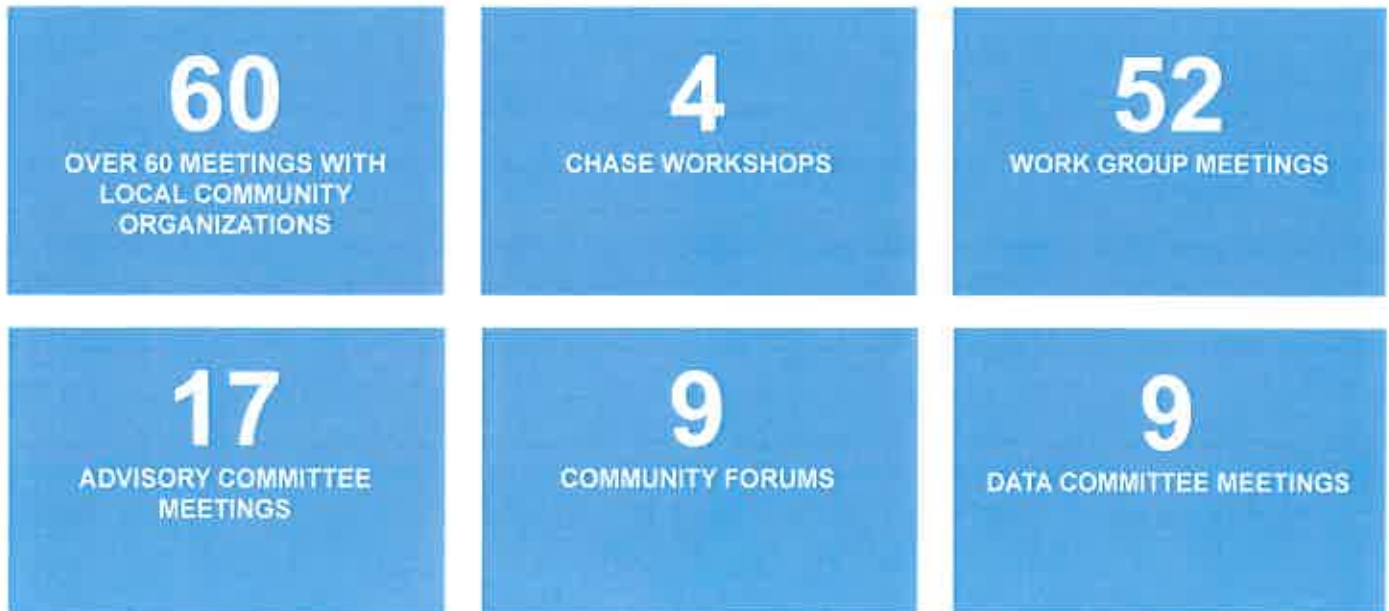 60
OVER 60 MEETINGS WITH
LOCAL COMMUNITY
ORGANIZATIONS
4
CHASE WORKSHOPS
52
WORK GROUP MEETINGS
17
ADVISORY COMMITTEE
MEETINGS
9
COMMUNITY FORUMS
9
DATA COMMITTEE MEETINGS